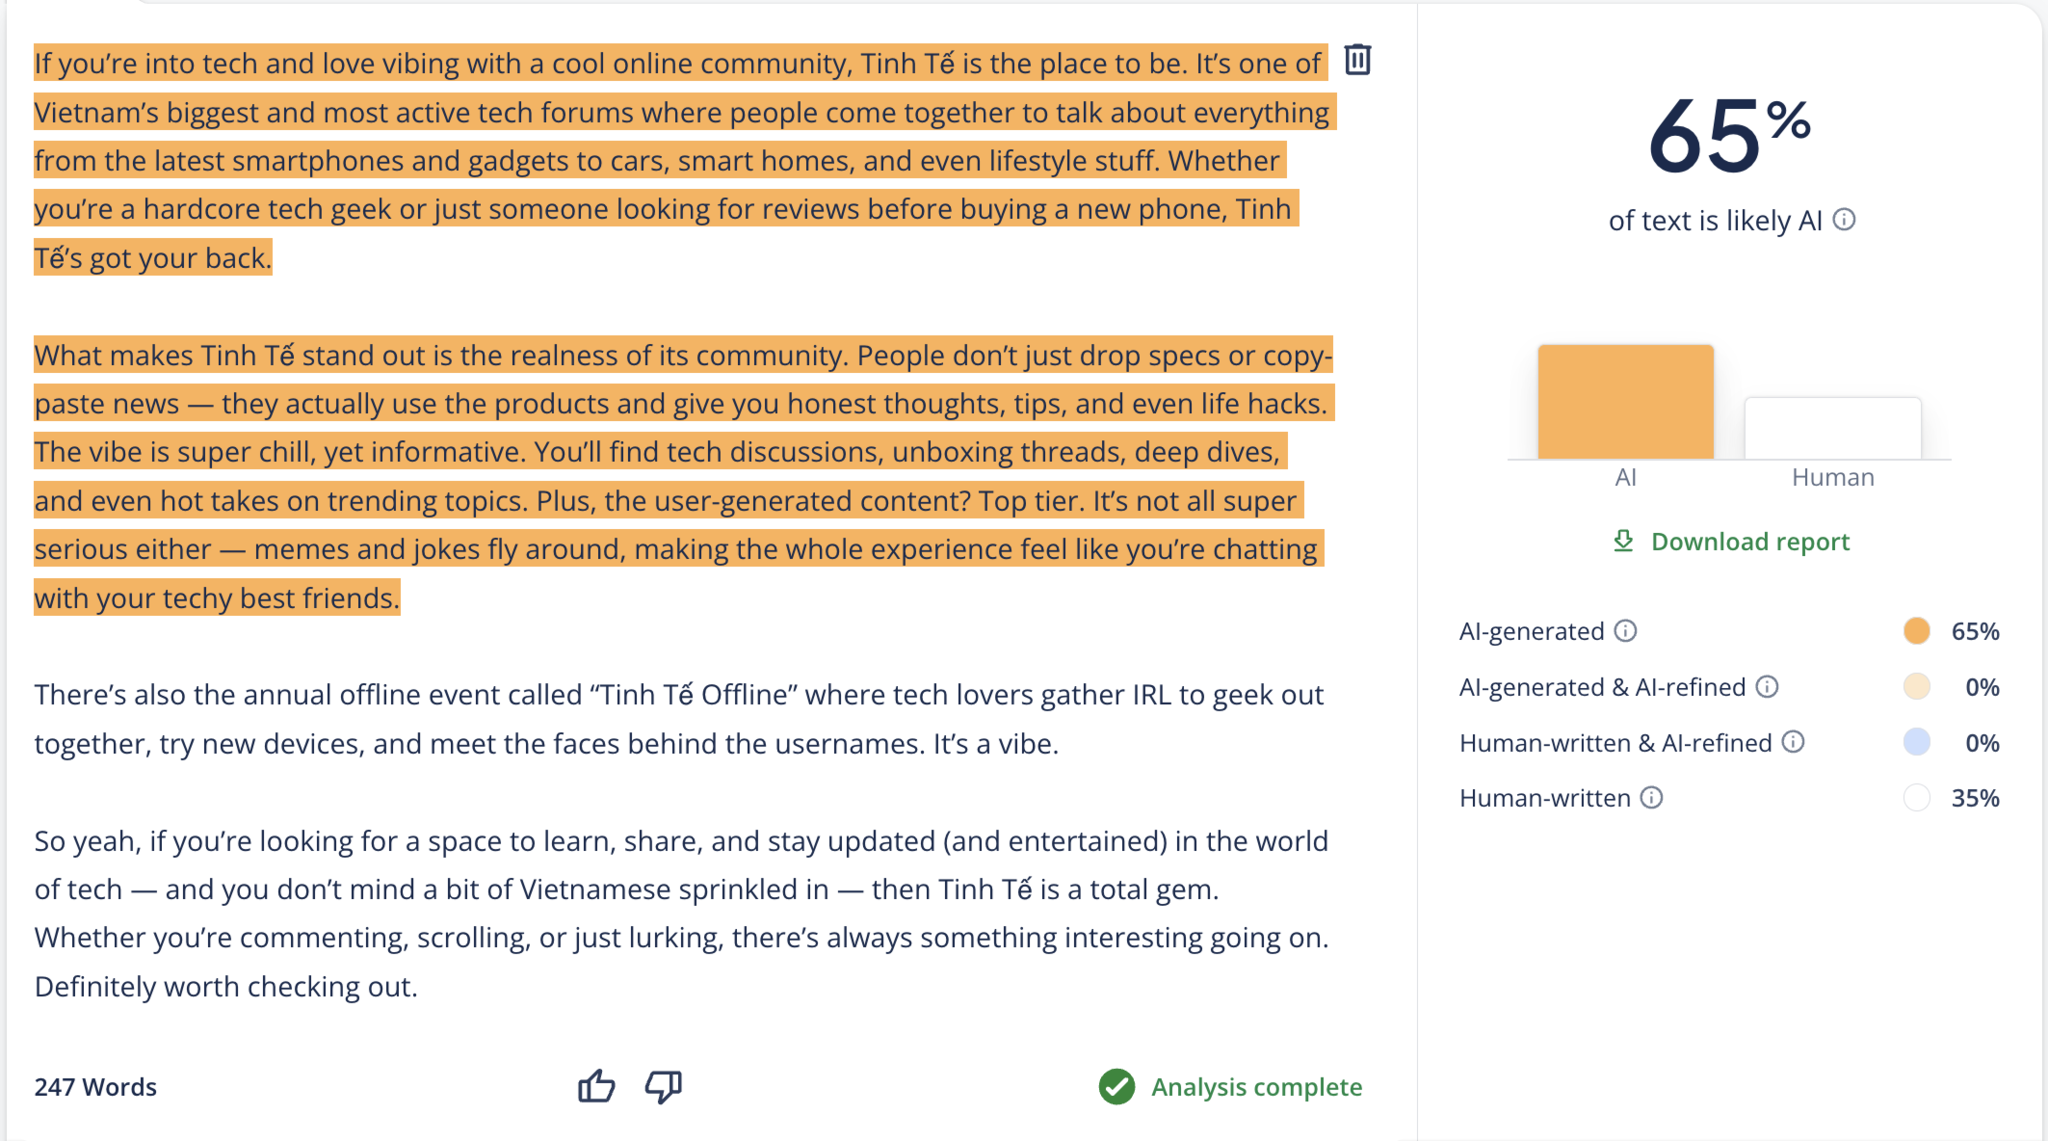 If you’re into tech and love vibing with a cool online community, Tinh Tế is the place to be. It’s one of
Vietnam’s biggest and most active tech forums where people come together to talk about everything
from the latest smartphones and gadgets to cars, smart homes, and even lifestyle stuff. Whether
you’re a hardcore tech geek or just someone looking for reviews before buying a new phone, Tinh
Tế’s got your back.
What makes Tinh Tế stand out is the realness of its community. People don’t just drop specs or copy-
paste news — they actually use the products and give you honest thoughts, tips, and even life hacks.
The vibe is super chill, yet informative. You’ll find tech discussions, unboxing threads, deep dives,
and even hot takes on trending topics. Plus, the user-generated content? Top tier. It’s not all super
serious either — memes and jokes fly around, making the whole experience feel like you’re chatting
with your techy best friends.
There’s also the annual offline event called “Tinh Tế Offline” where tech lovers gather IRL to geek out
together, try new devices, and meet the faces behind the usernames. It’s a vibe.
So yeah, if you’re looking for a space to learn, share, and stay updated (and entertained) in the world
of tech — and you don’t mind a bit of Vietnamese sprinkled in — then Tinh Tế is a total gem.
Whether you’re commenting, scrolling, or just lurking, there’s always something interesting going on.
Definitely worth checking out.
247 Words
Analysis complete
65%
of text is likely AI
AI
Human
Download report
AI-generated 65%
AI-generated & AI-refined 0%
Human-written & AI-refined 0%
Human-written 35%